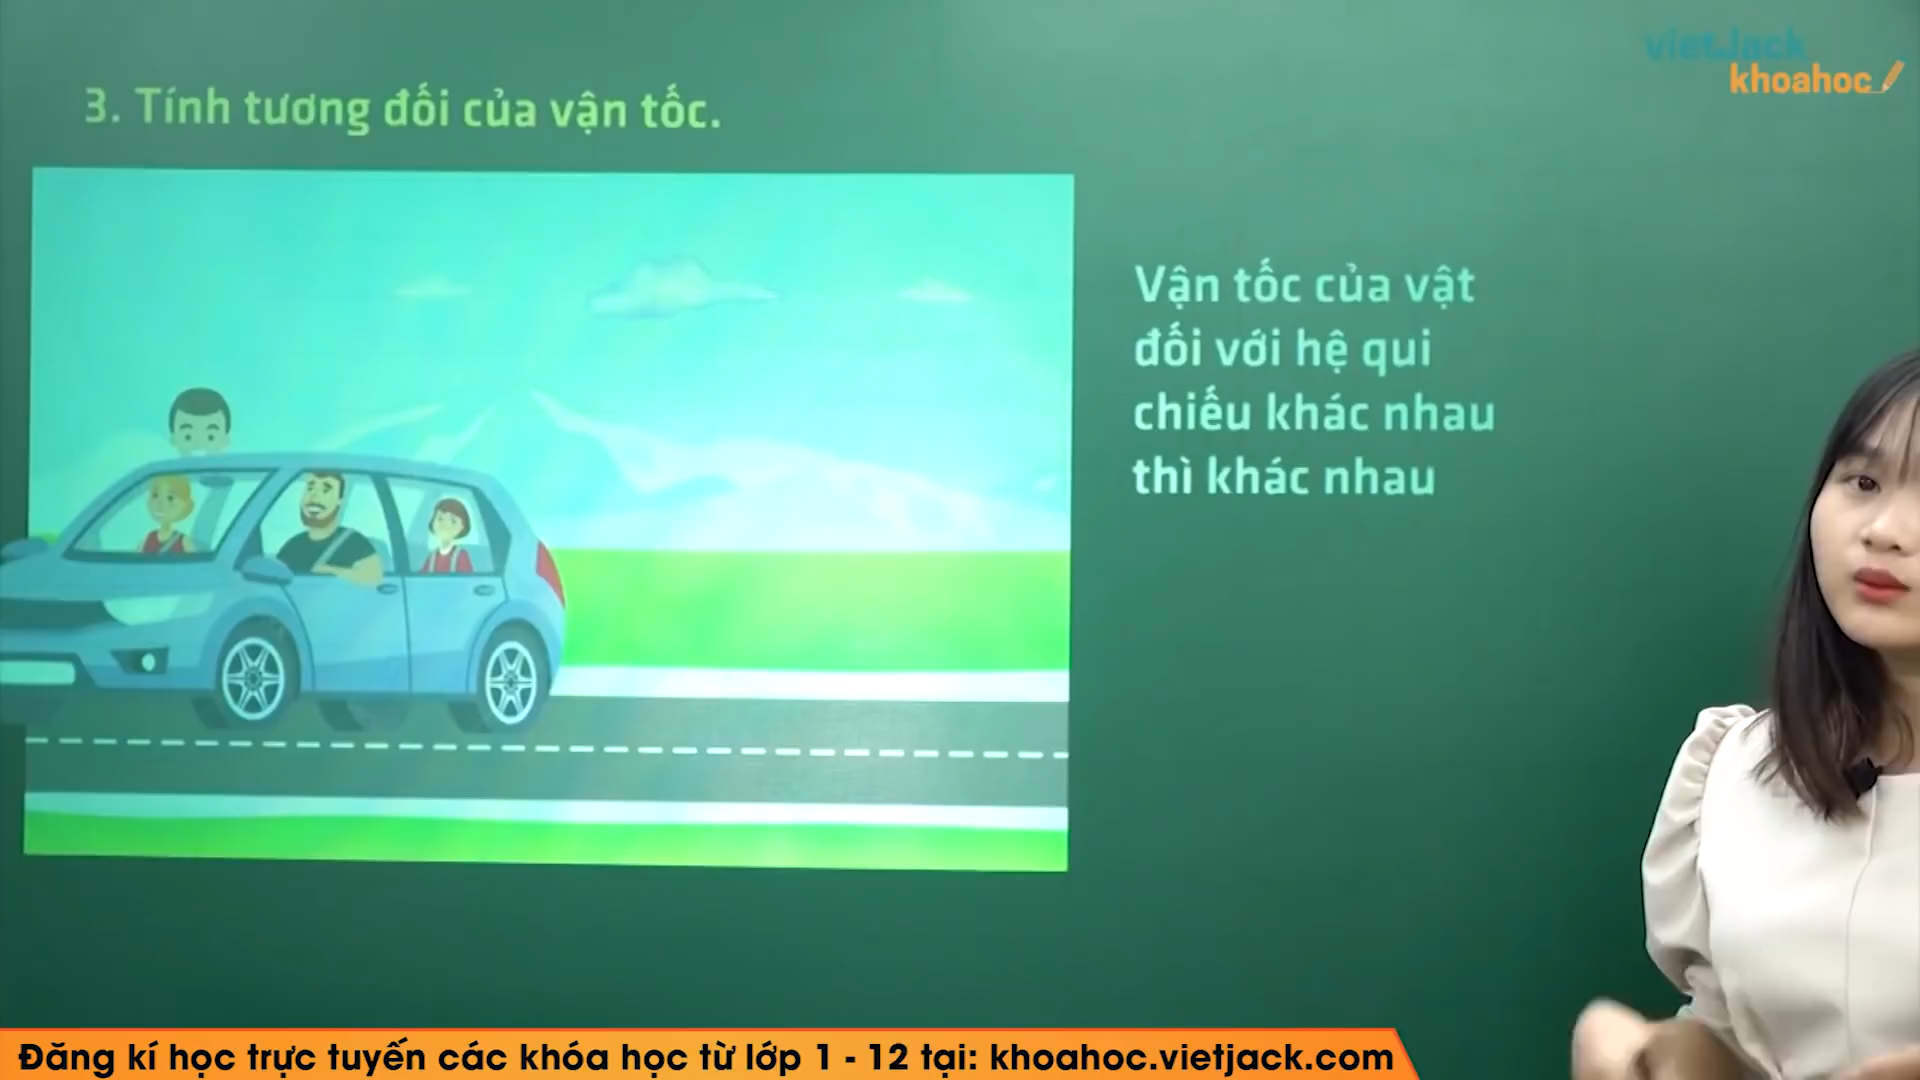 vietJack
khoahoc
3. Tính tương đối của vận tốc.
Vận tốc của vật
đối với hệ qui
chiếu khác nhau
thì khác nhau
Đăng kí học trực tuyến các khóa học từ lớp 1 - 12 tại: khoahoc.vietjack.com